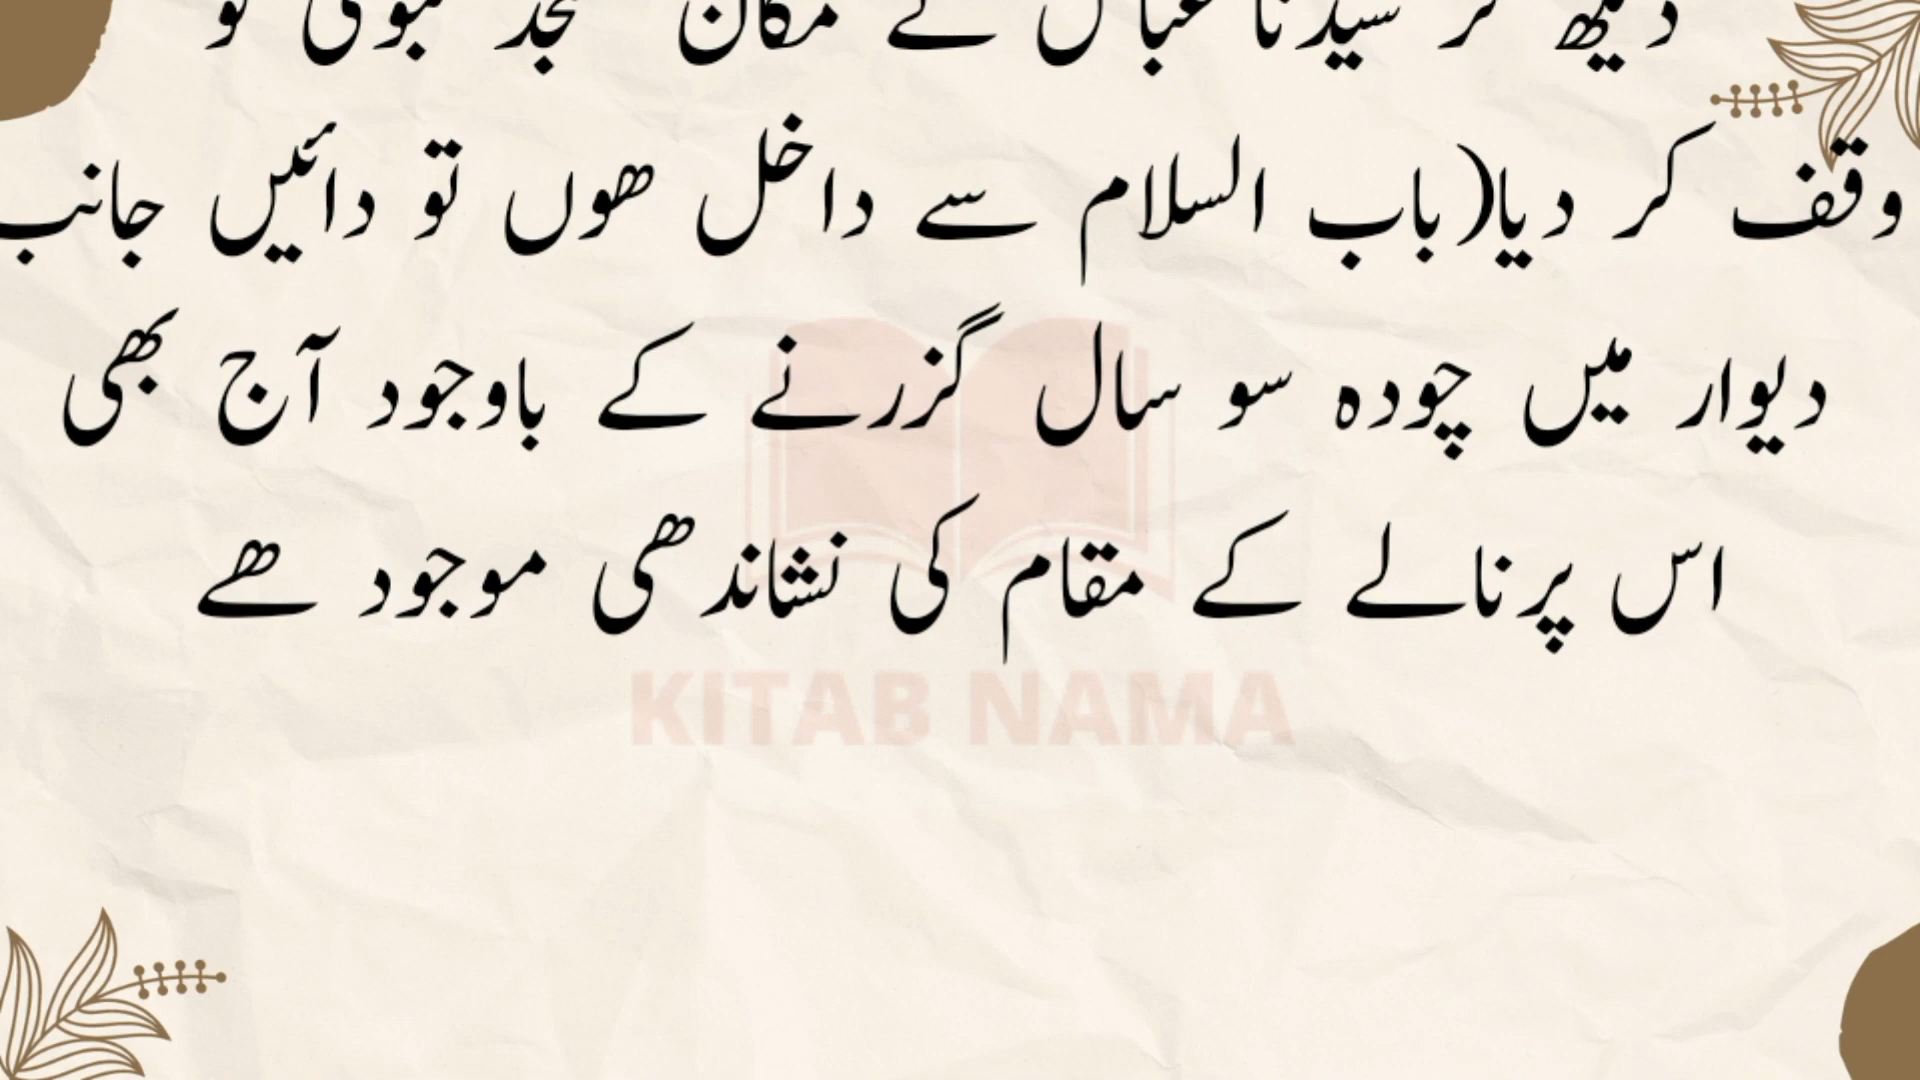 دیکھ کر سیدنا عباس نے مکان مسجد نبوی کو
وقف کر دیا(باب السلام سے داخل ھوں تو دائیں جانب
دیوار میں چودہ سو سال گزرنے کے باوجود آج بھی
اس پرنالے کے مقام کی نشاندھی موجود ھے
KITAB NAMA